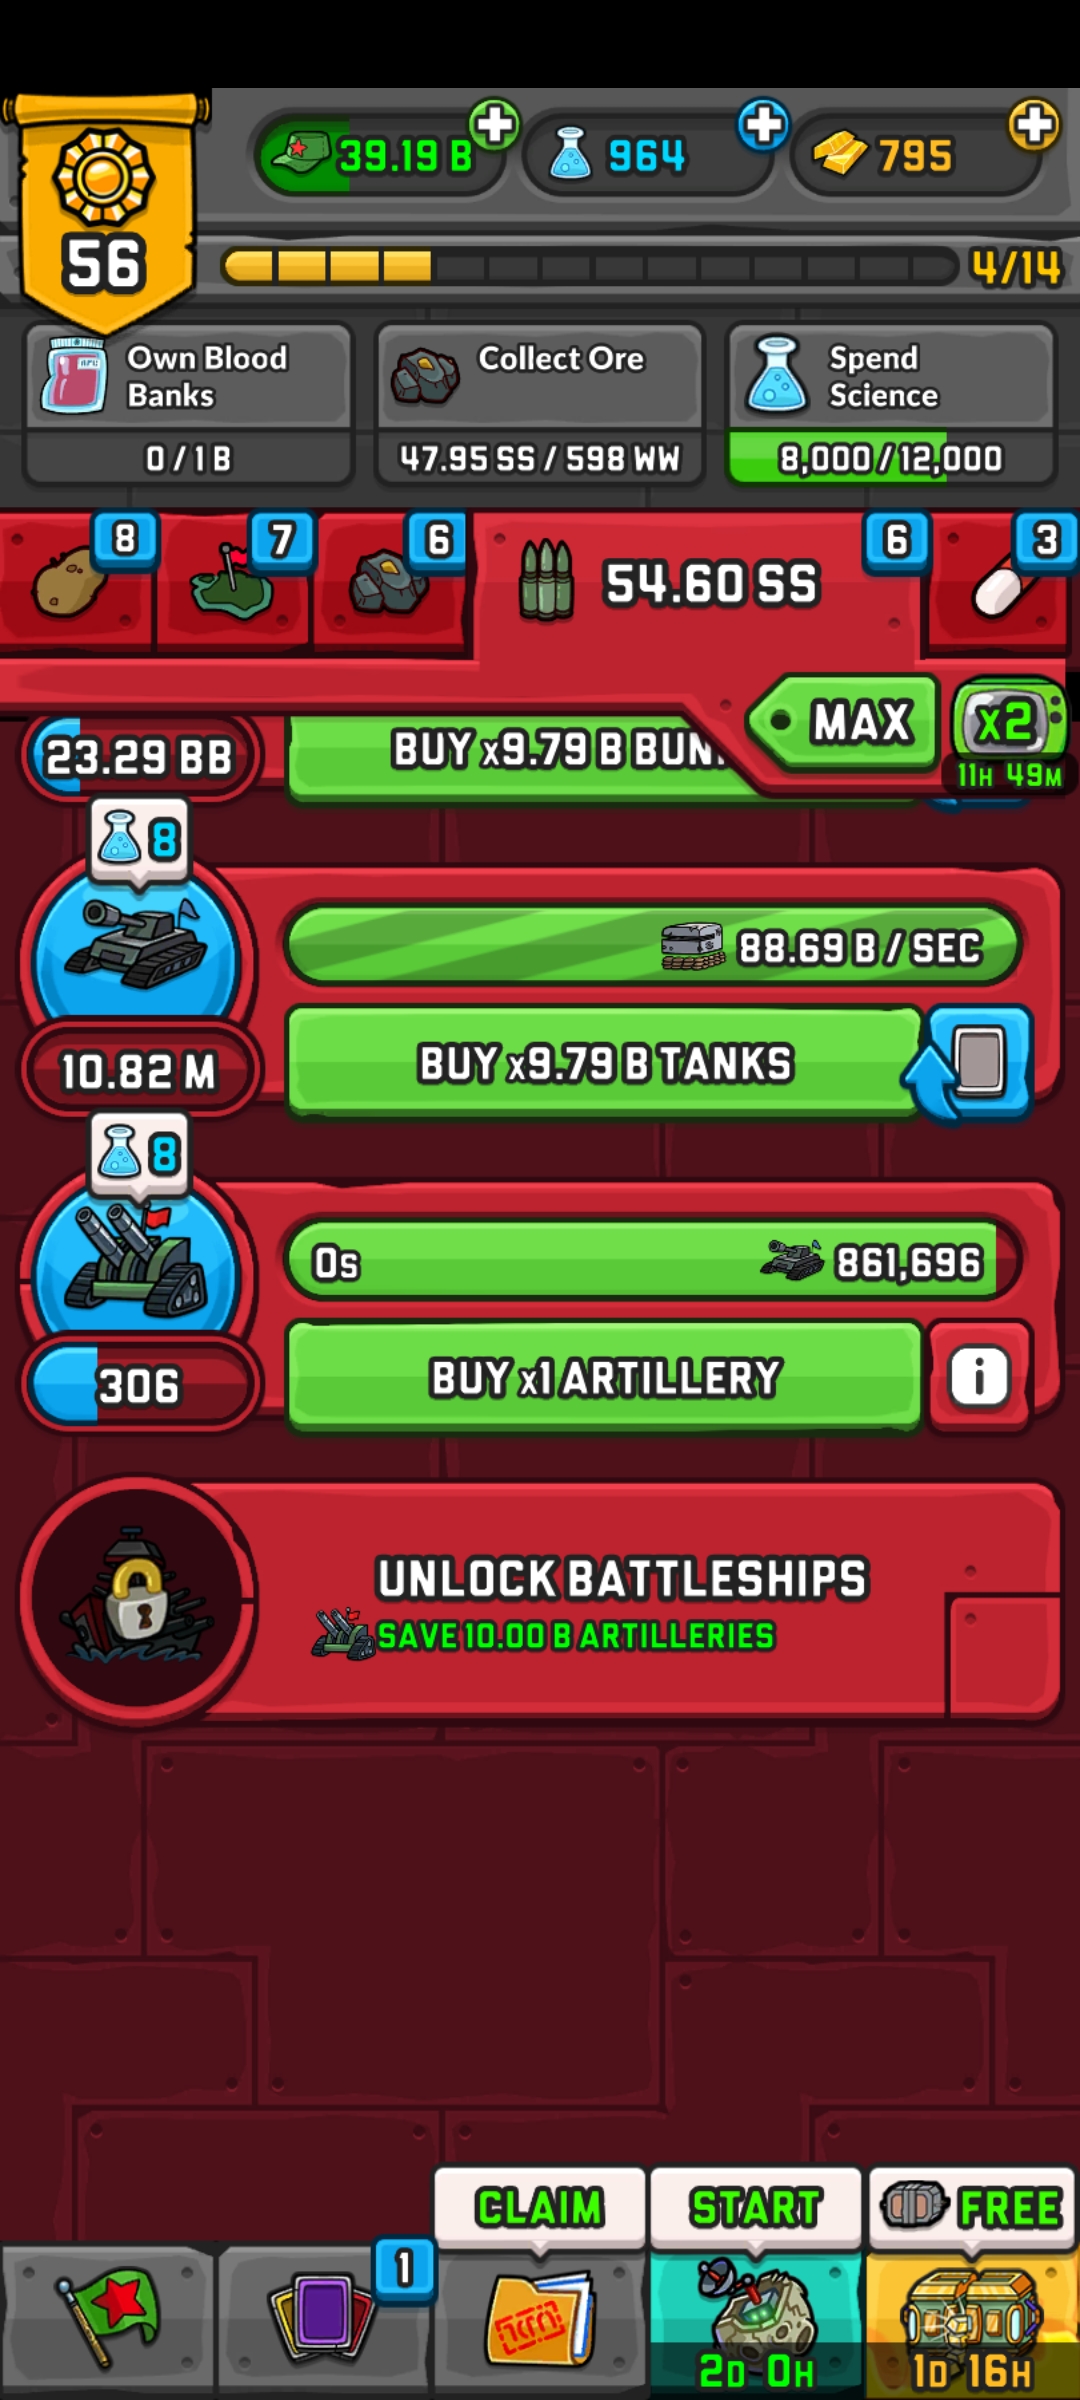 39.19 B
964
795
56
4/14
Own Blood
Banks
0 / 1 B
Collect Ore
47.95 SS / 598 WW
Spend
Science
8,000 / 12,000
8
7
6
54.60 SS
6
3
MAX
x2
11H 49M
23.29 BB
BUY x9.79 B BUN
8
88.69 B / SEC
10.82 M
BUY x9.79 B TANKS
8
0s
861,696
306
BUY x1 ARTILLERY
i
UNLOCK BATTLESHIPS
SAVE 10.00 B ARTILLERIES
CLAIM
START
FREE
1
2D 0H
1D 16H